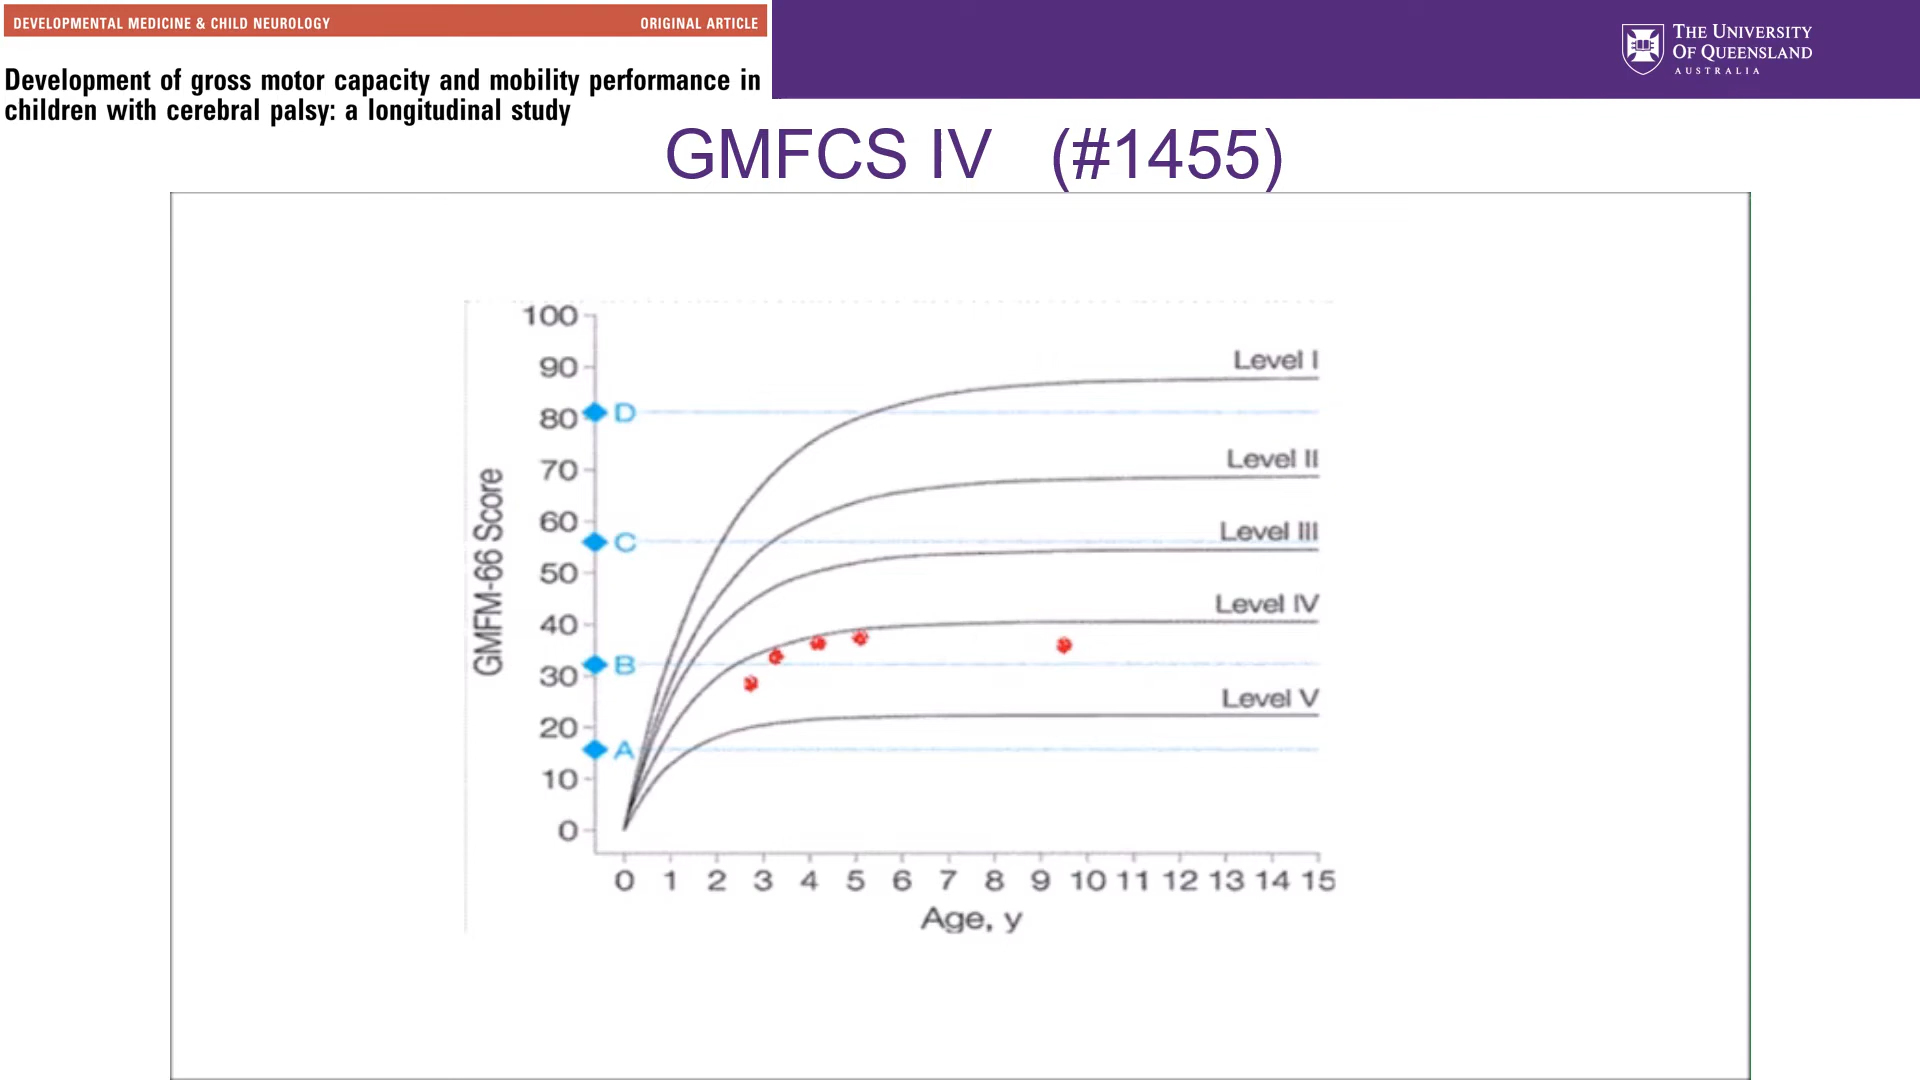 DEVELOPMENTAL MEDICINE & CHILD NEUROLOGY ORIGINAL ARTICLE
Development of gross motor capacity and mobility performance in
children with cerebral palsy: a longitudinal study
THE UNIVERSITY
OF QUEENSLAND
AUSTRALIA
GMFCS IV (#1455)
100
90
80
70
60
50
40
30
20
10
0
GMFM-66 Score
D
C
B
A
Level I
Level II
Level III
Level IV
Level V
0 1 2 3 4 5 6 7 8 9 10 11 12 13 14 15
Age, y